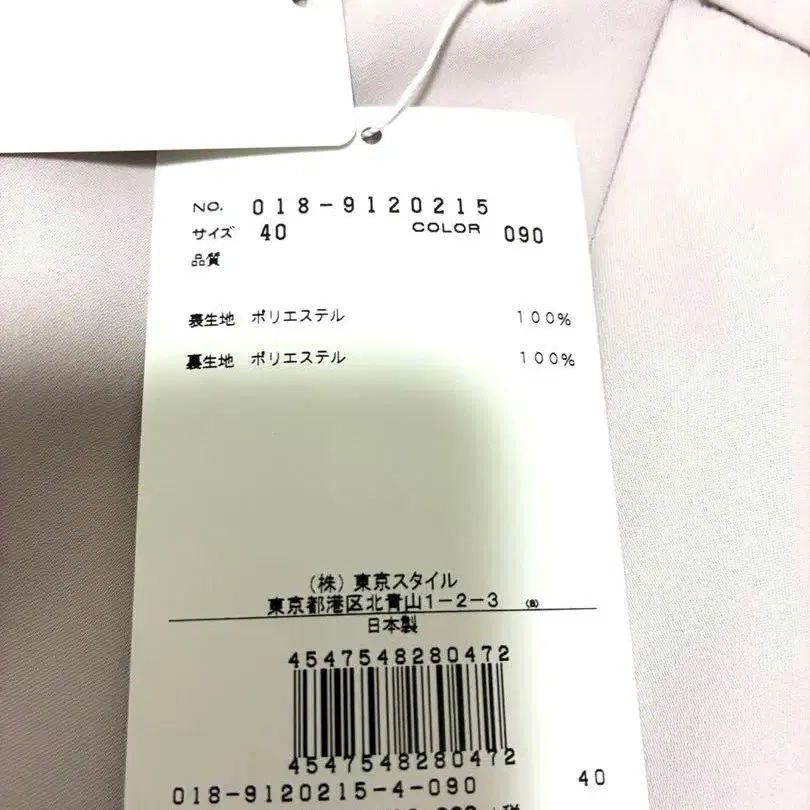 NO. 018-9120215
サイズ 40 COLOR 090
品質
表生地 ポリエステル 100%
裏生地 ポリエステル 100%
(株)東京スタイル
東京都港区北青山1-2-3 (B)
日本製
4547548280472
4547548280472
018-9120215-4-090 40